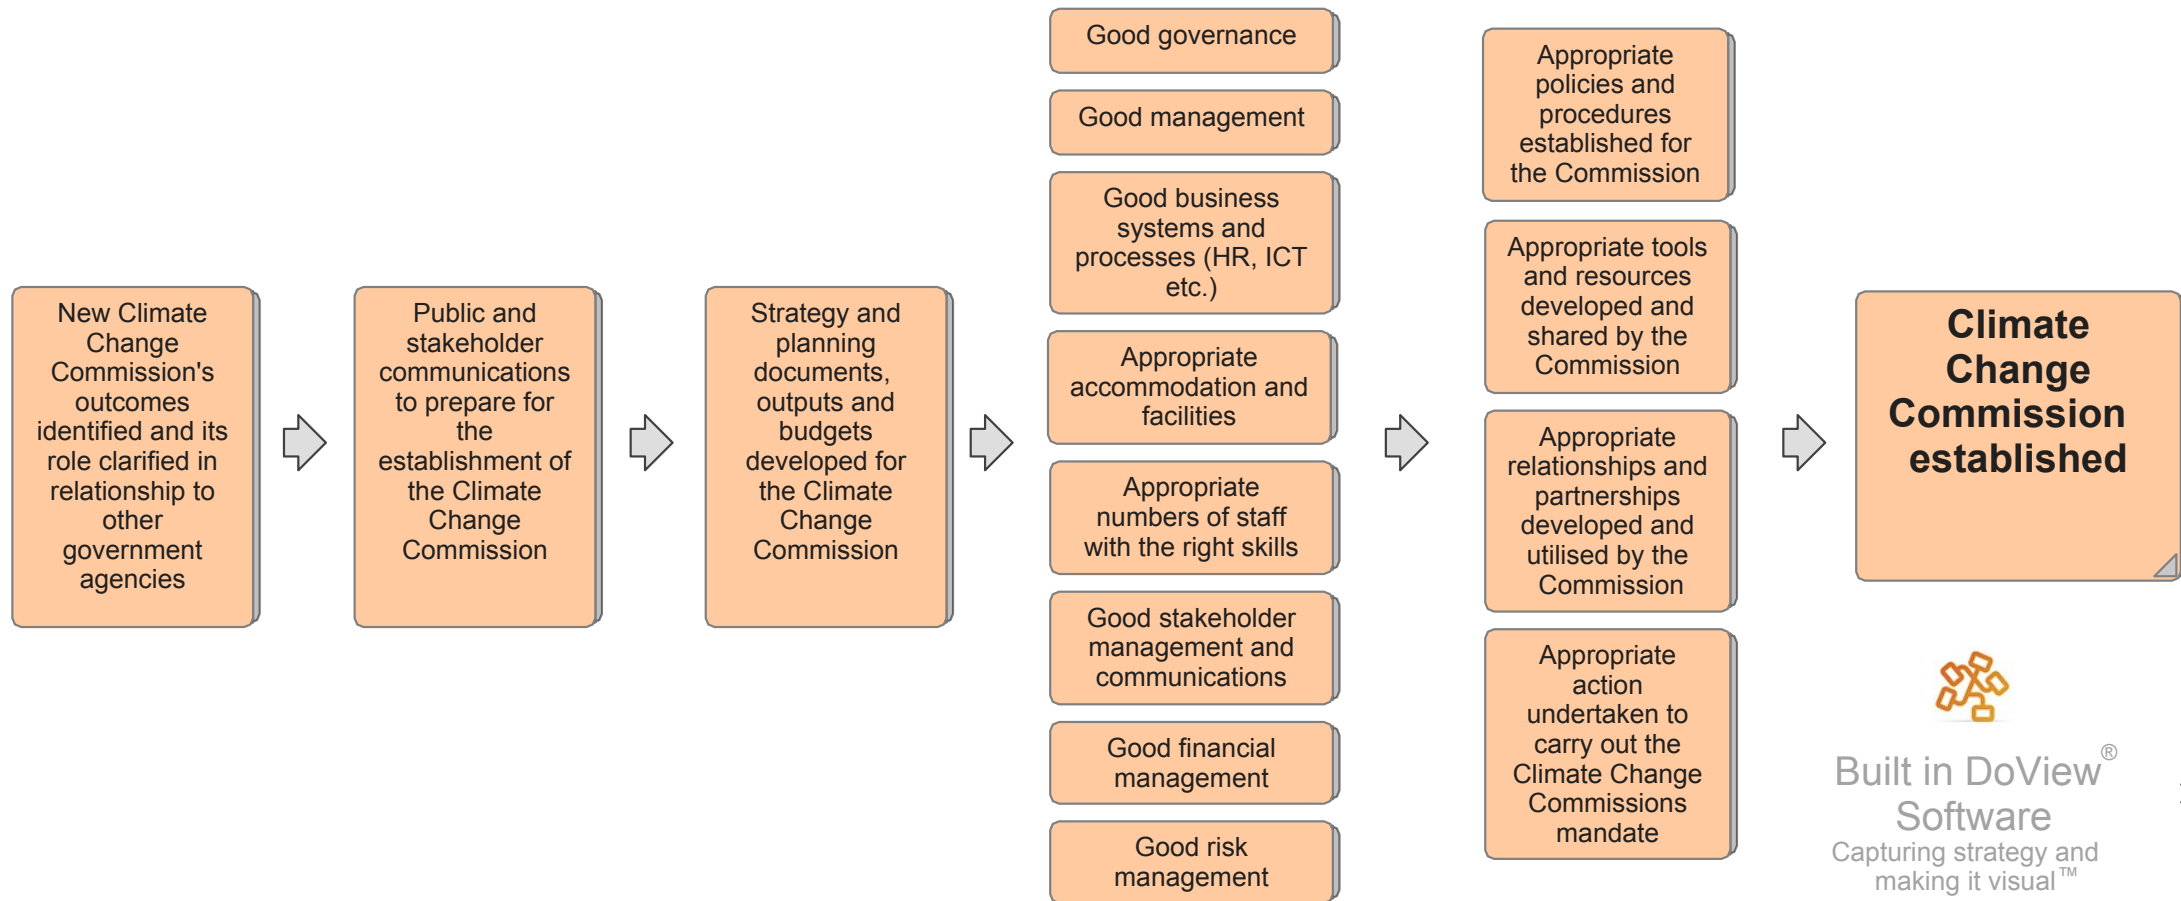 New Climate
Change
Commission's
outcomes
identified and its
role clarified in
relationship to
other
government
agencies
Public and
stakeholder
communications
to prepare for
the
establishment of
the Climate
Change
Commission
Strategy and
planning
documents,
outputs and
budgets
developed for
the Climate
Change
Commission
Good governance
Good management
Good business
systems and
processes (HR, ICT
etc.)
Appropriate
accommodation and
facilities
Appropriate
numbers of staff
with the right skills
Good stakeholder
management and
communications
Good financial
management
Good risk
management
Appropriate
policies and
procedures
established for
the Commission
Appropriate tools
and resources
developed and
shared by the
Commission
Appropriate
relationships and
partnerships
developed and
utilised by the
Commission
Appropriate
action
undertaken to
carry out the
Climate Change
Commissions
mandate
Climate
Change
Commission
established
Built in DoView®
Software
Capturing strategy and
making it visual™